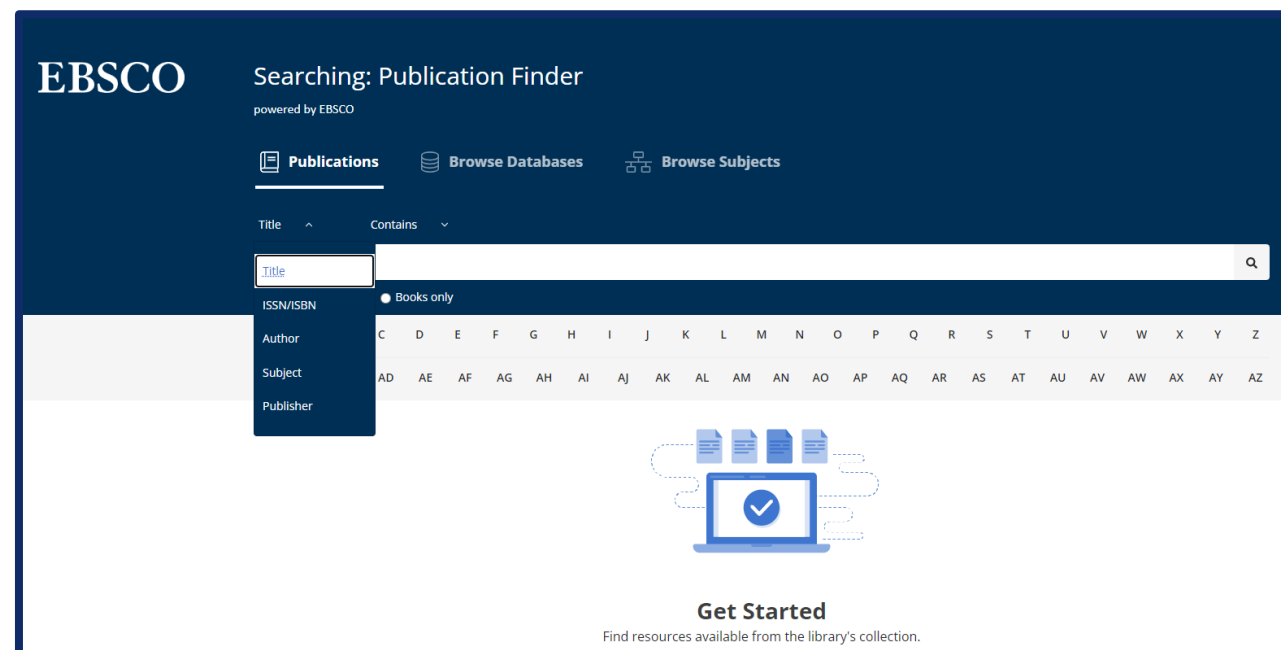 EBSCO
Searching: Publication Finder
powered by EBSCO
Publications Browse Databases Browse Subjects
Title Contains
Title
ISSN/ISBN
Author
Subject
Publisher
Books only
C D E F G H I J K L M N O P Q R S T U V W X Y Z
AD AE AF AG AH AI AJ AK AL AM AN AO AP AQ AR AS AT AU AV AW AX AY AZ
Get Started
Find resources available from the library's collection.